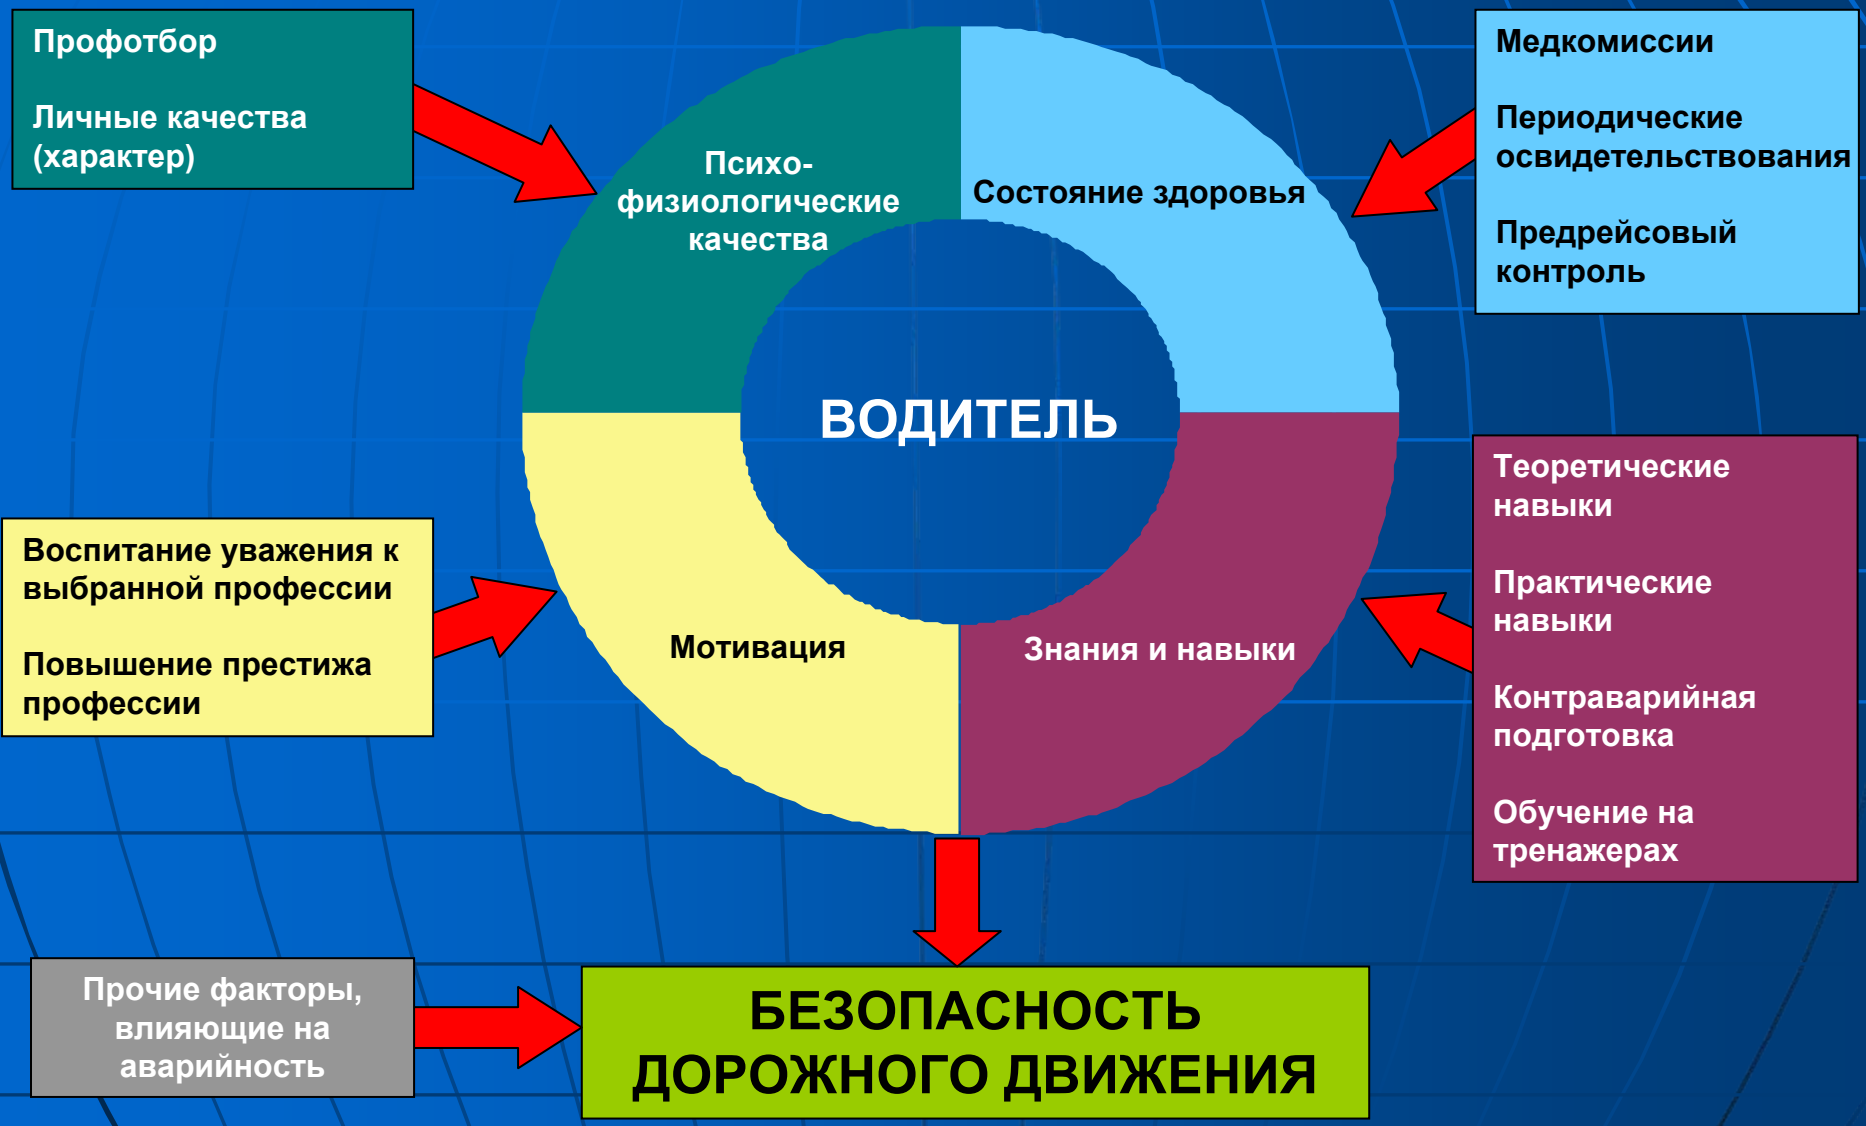 Профотбор
Личные качества
(характер)
Психо-
физиологические
качества
Состояние здоровья
Медкомиссии
Периодические
освидетельствования
Предрейсовый
контроль
ВОДИТЕЛЬ
Воспитание уважения к
выбранной профессии
Повышение престижа
профессии
Мотивация
Знания и навыки
Теоретические
навыки
Практические
навыки
Контраварийная
подготовка
Обучение на
тренажерах
Прочие факторы,
влияющие на
аварийность
БЕЗОПАСНОСТЬ
ДОРОЖНОГО ДВИЖЕНИЯ